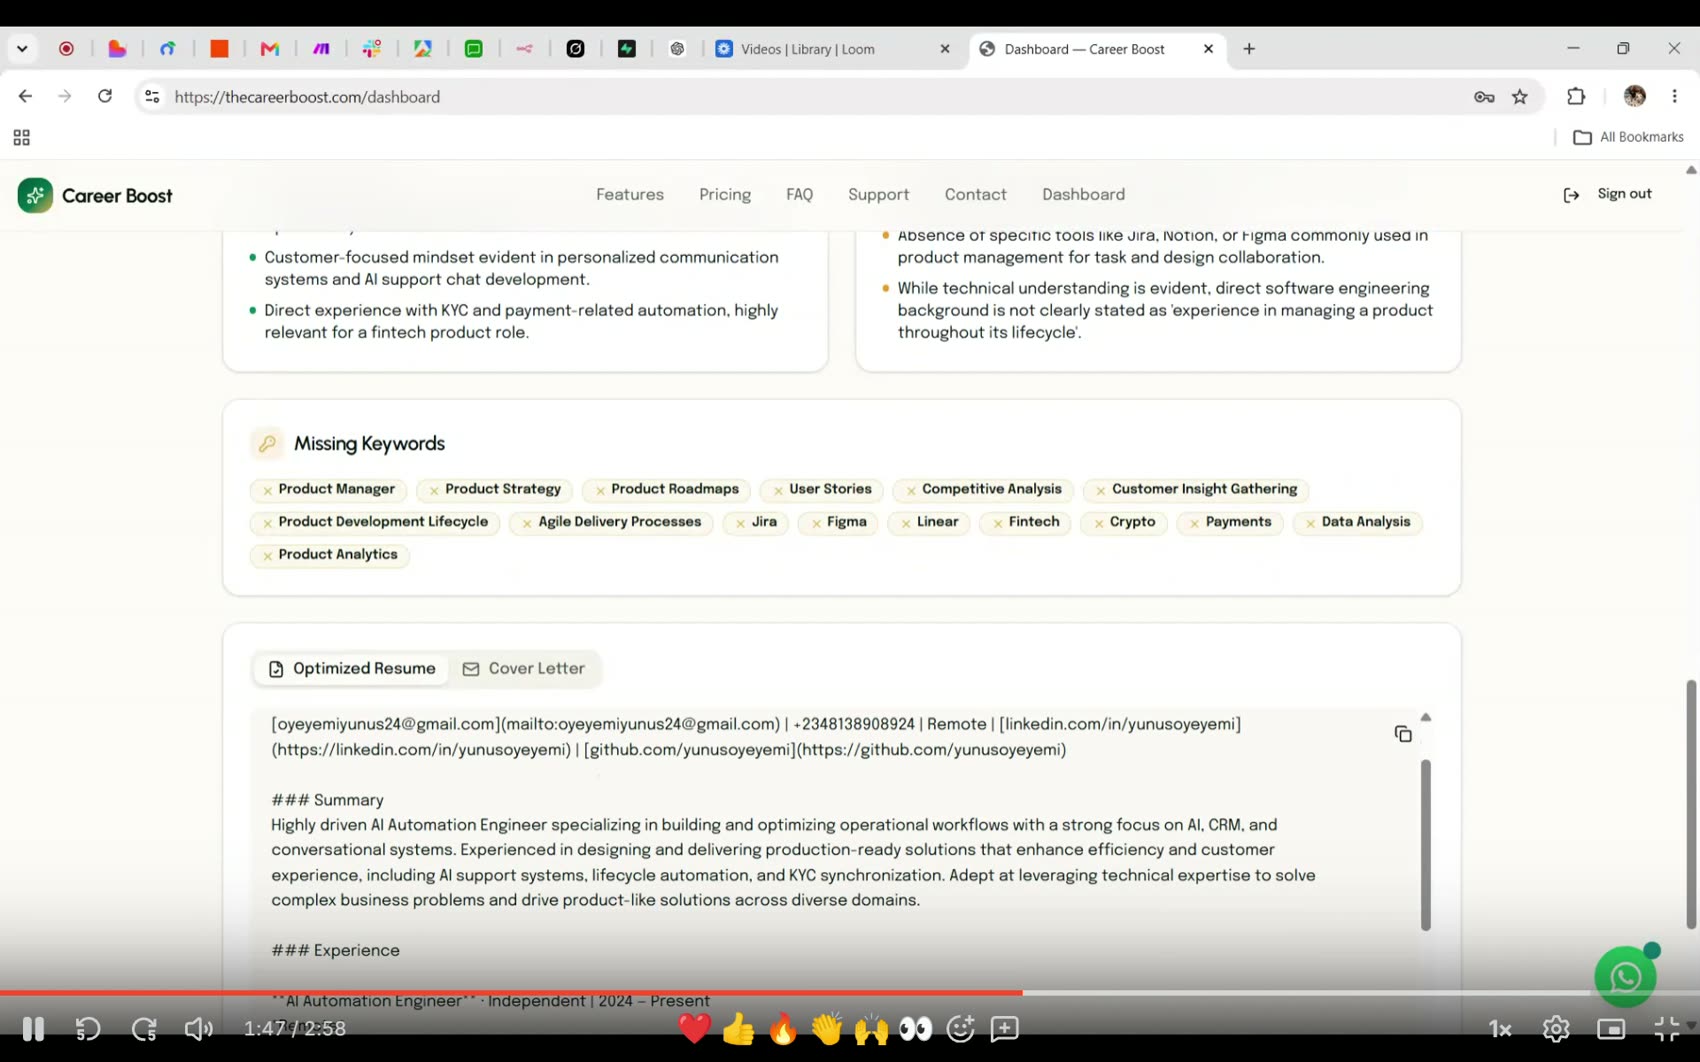 Videos | Library | Loom
Dashboard — Career Boost
https://thecareerboost.com/dashboard
All Bookmarks
Career Boost
Features
Pricing
FAQ
Support
Contact
Dashboard
Sign out
Customer-focused mindset evident in personalized communication
systems and AI support chat development.
Direct experience with KYC and payment-related automation, highly
relevant for a fintech product role.
Absence of specific tools like Jira, Notion, or Figma commonly used in
product management for task and design collaboration.
While technical understanding is evident, direct software engineering
background is not clearly stated as 'experience in managing a product
throughout its lifecycle'.
Missing Keywords
Product Manager
Product Strategy
Product Roadmaps
User Stories
Competitive Analysis
Customer Insight Gathering
Product Development Lifecycle
Agile Delivery Processes
Jira
Figma
Linear
Fintech
Crypto
Payments
Data Analysis
Product Analytics
Optimized Resume
Cover Letter
[oyeyemiyunus24@gmail.com](mailto:oyeyemiyunus24@gmail.com) | +2348138908924 | Remote | [linkedin.com/in/yunusoyeyemi]
(https://linkedin.com/in/yunusoyeyemi) | [github.com/yunusoyeyemi](https://github.com/yunusoyeyemi)
### Summary
Highly driven AI Automation Engineer specializing in building and optimizing operational workflows with a strong focus on AI, CRM, and
conversational systems. Experienced in designing and delivering production-ready solutions that enhance efficiency and customer
experience, including AI support systems, lifecycle automation, and KYC synchronization. Adept at leveraging technical expertise to solve
complex business problems and drive product-like solutions across diverse domains.
### Experience
**AI Automation Engineer** · Independent | 2024 – Present
1:47 / 2:58
1x